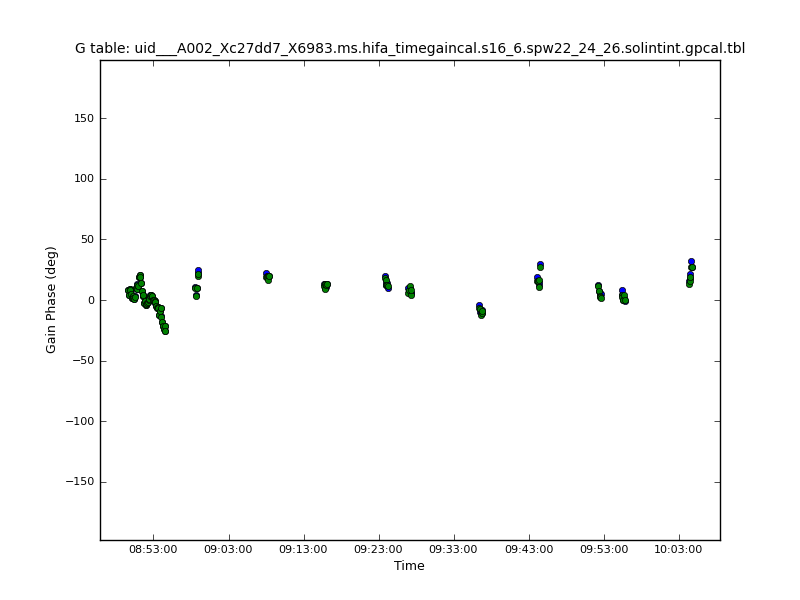 G table: uid___A002_Xc27dd7_X6983.ms.hifa_timegaincal.s16_6.spw22_24_26.solintint.gpcal.tbl
Gain Phase (deg)
150
100
50
0
−50
−100
−150
08:53:00 09:03:00 09:13:00 09:23:00 09:33:00 09:43:00 09:53:00 10:03:00
Time